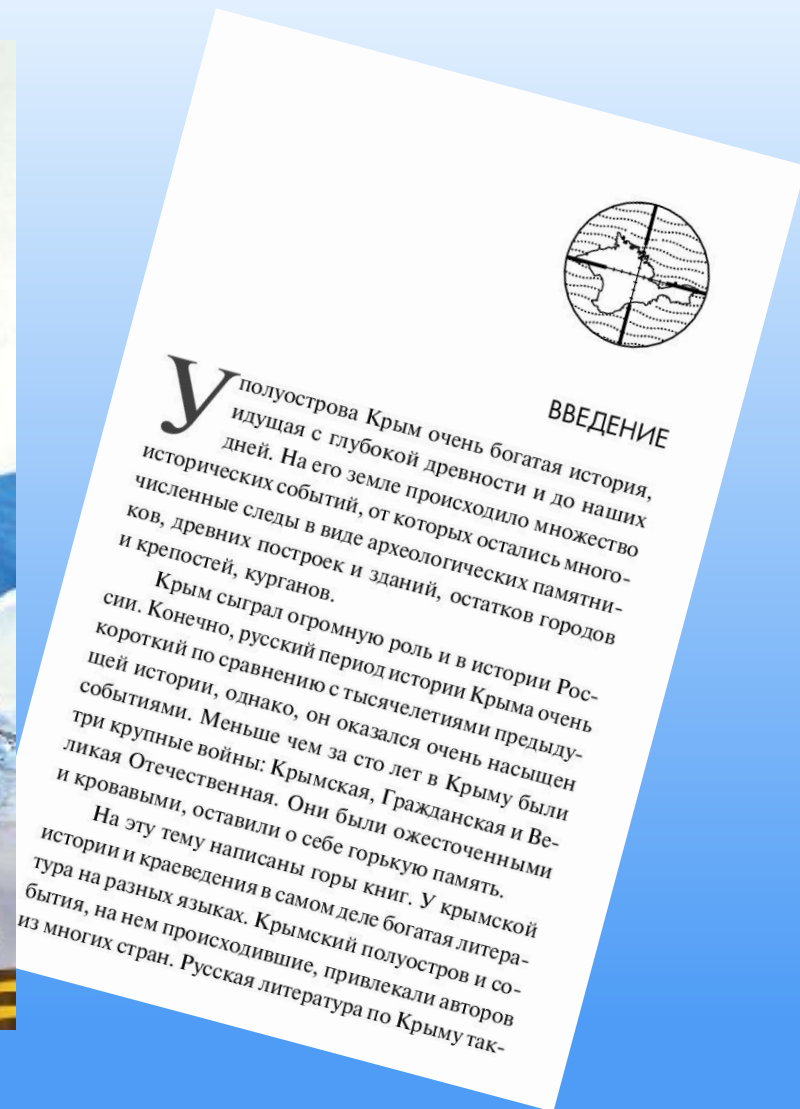 ВВЕДЕНИЕ
У полуострова Крым очень богатая история,
идущая с глубокой древности и до наших
дней. На его земле происходило множество
исторических событий, от которых остались много-
численные следы в виде археологических памятни-
ков, древних построек и зданий, остатков городов
и крепостей, курганов.
Крым сыграл огромную роль и в истории Рос-
сии. Конечно, русский период истории Крыма очень
короткий по сравнению с тысячелетиями предыду-
щей истории, однако, он оказался очень насыщен
событиями. Меньше чем за сто лет в Крыму были
три крупные войны: Крымская, Гражданская и Ве-
ликая Отечественная. Они были ожесточенными
и кровавыми, оставили о себе горькую память.
На эту тему написаны горы книг. У крымской
истории и краеведения в самом деле богатая литера-
тура на разных языках. Крымский полуостров и со-
бытия, на нем происходившие, привлекали авторов
из многих стран. Русская литература по Крыму так-